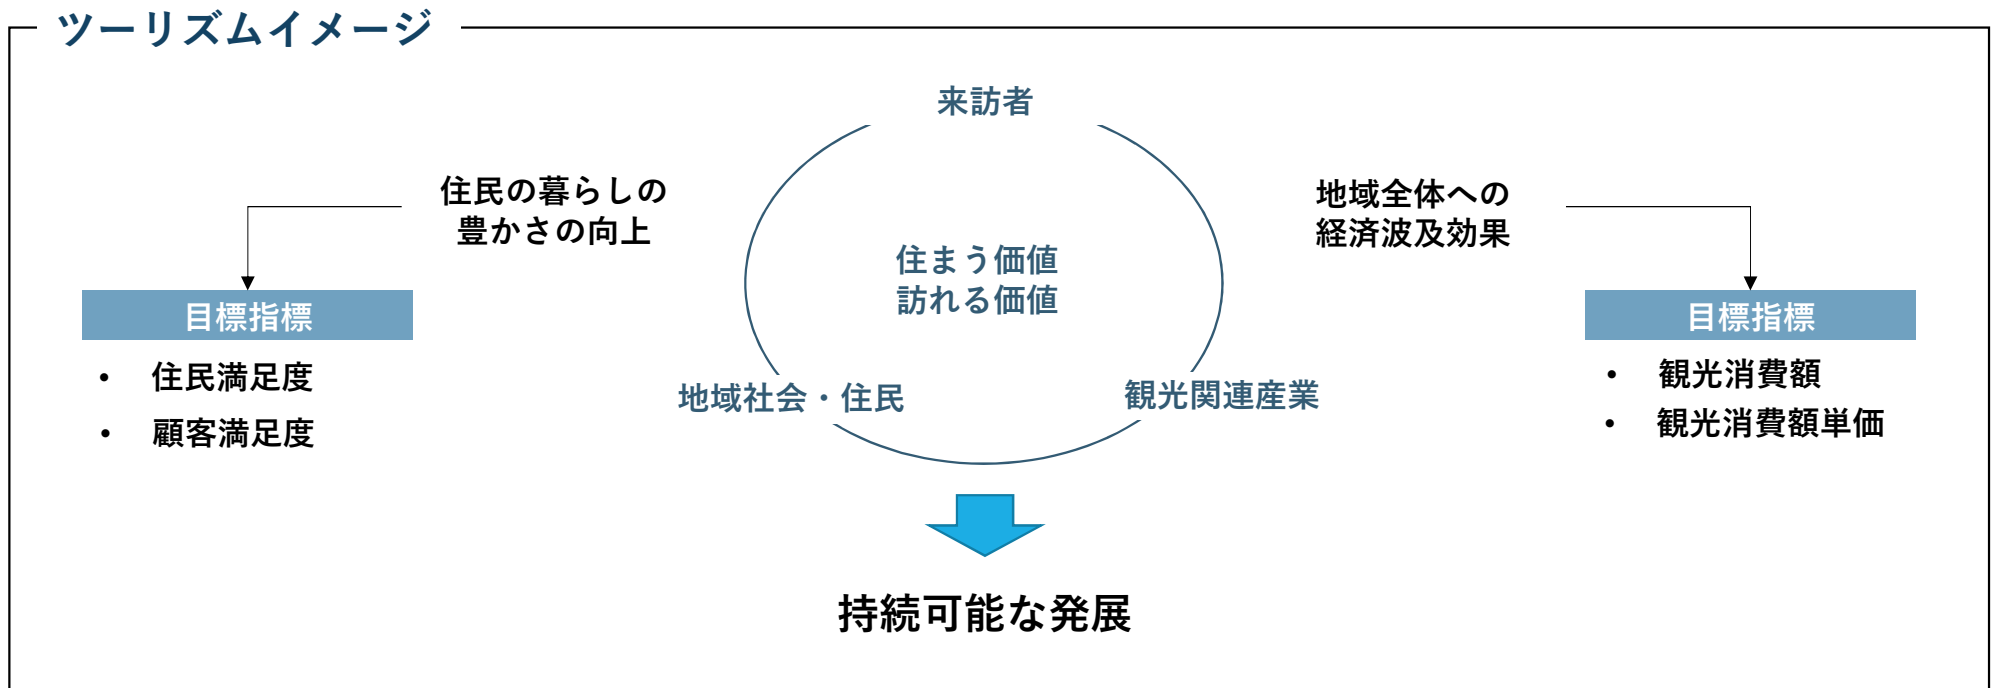 ツーリズムイメージ
来訪者
住民の暮らしの
豊かさの向上
地域全体への
経済波及効果
住まう価値
訪れる価値
目標指標
• 住民満足度
• 顧客満足度
目標指標
• 観光消費額
• 観光消費額単価
地域社会・住民
観光関連産業
持続可能な発展